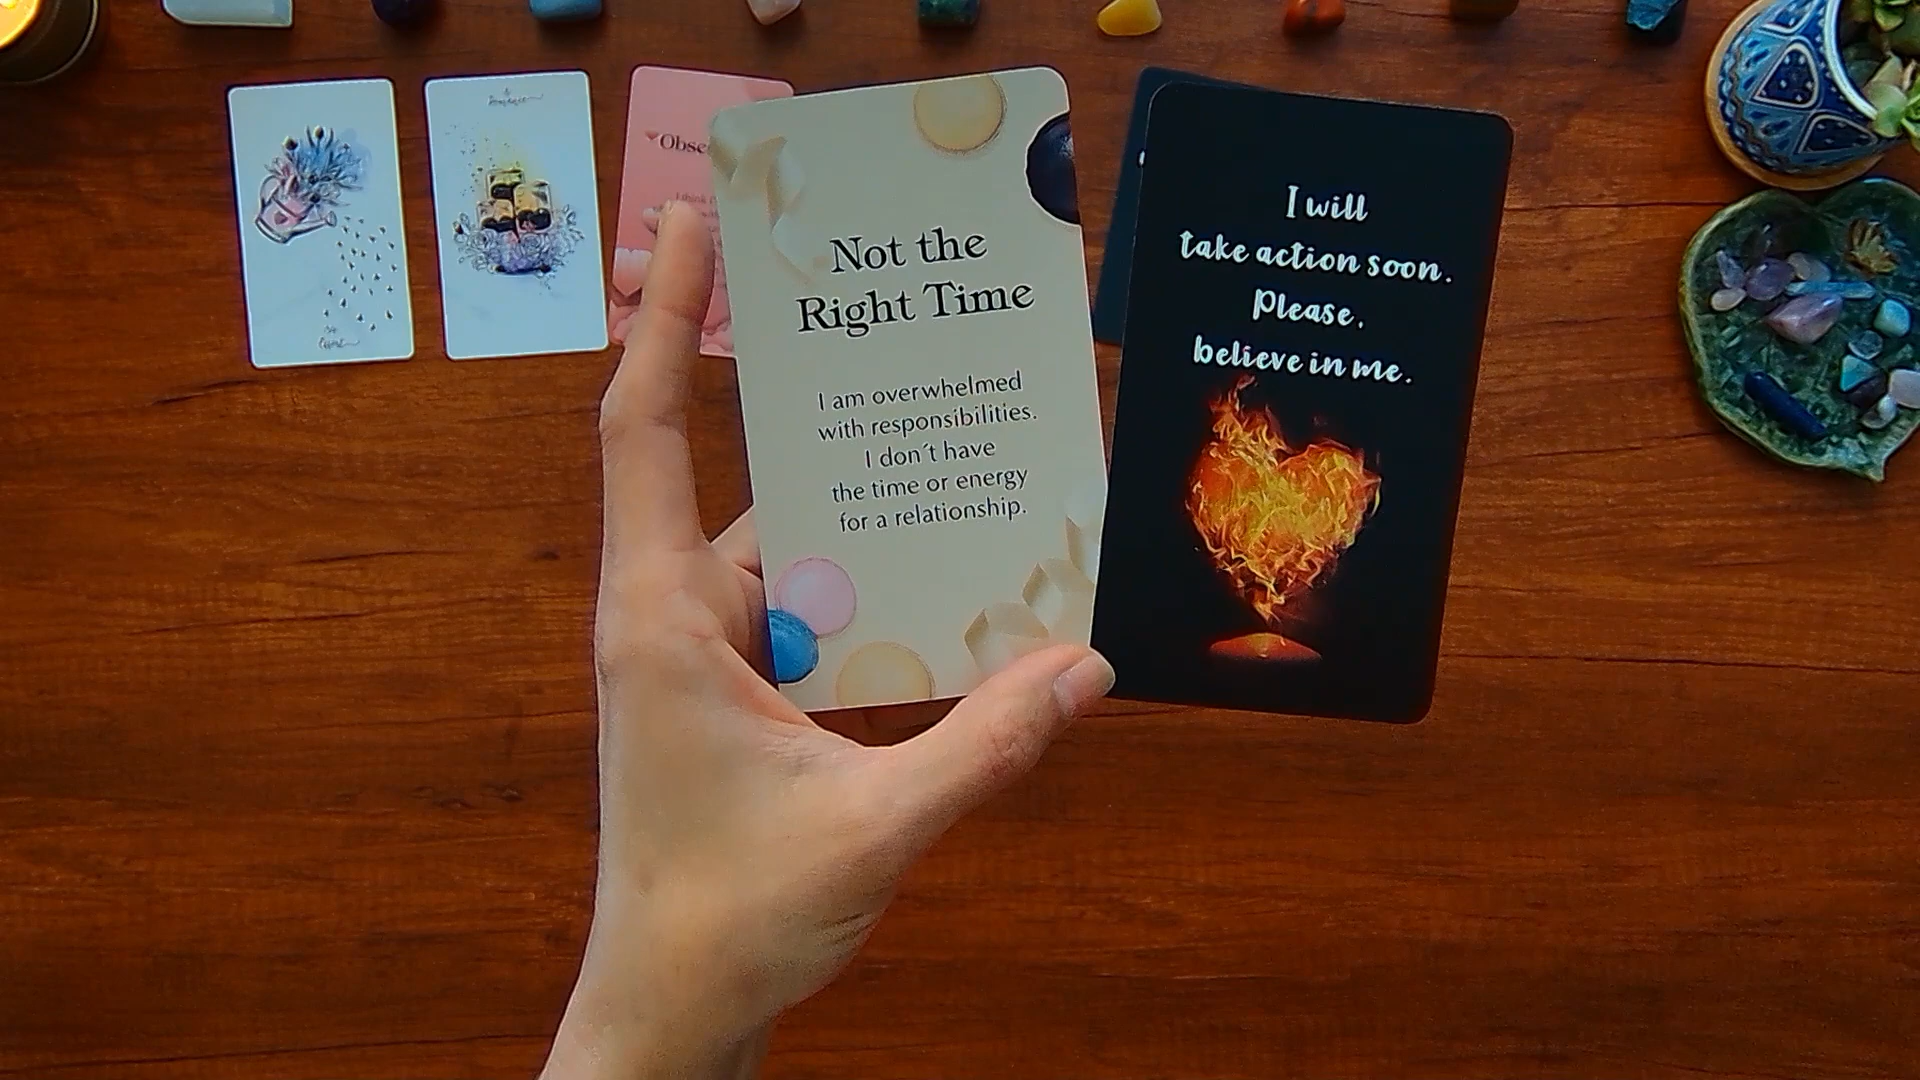 Obse
I think
Not the
Right Time
I am overwhelmed
with responsibilities.
I don´t have
the time or energy
for a relationship.
I will
take action soon.
Please.
believe in me.